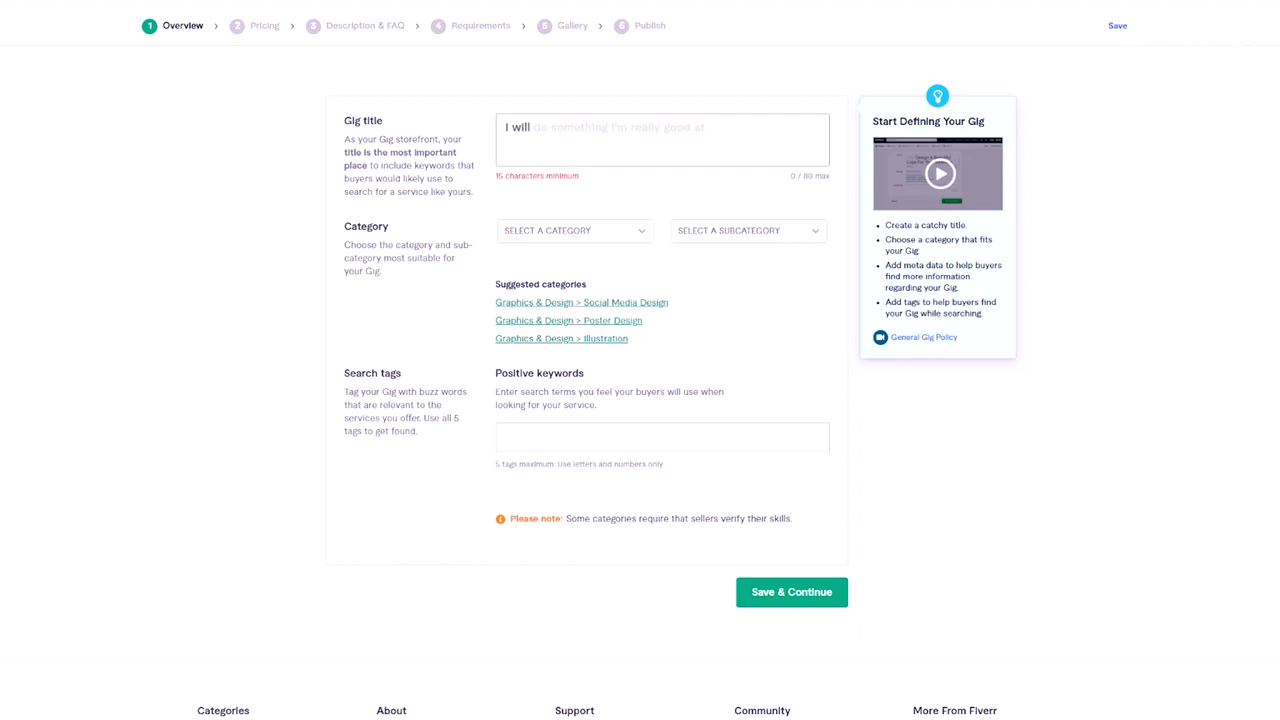 1 Overview > 2 Pricing > 3 Description & FAQ > 4 Requirements > 5 Gallery > 6 Publish
Save
Gig title
As your Gig storefront, your
title is the most important
place to include keywords that
buyers would likely use to
search for a service like yours.
I will do something I'm really good at
15 characters minimum
0 / 80 max
Category
Choose the category and sub-
category most suitable for
your Gig.
SELECT A CATEGORY
SELECT A SUBCATEGORY
Suggested categories
Graphics & Design > Social Media Design
Graphics & Design > Poster Design
Graphics & Design > Illustration
Search tags
Tag your Gig with buzz words
that are relevant to the
services you offer. Use all 5
tags to get found.
Positive keywords
Enter search terms you feel your buyers will use when
looking for your service.
5 tags maximum. Use letters and numbers only
Please note: Some categories require that sellers verify their skills.
Save & Continue
Start Defining Your Gig
• Create a catchy title.
• Choose a category that fits
your Gig.
• Add meta data to help buyers
find more information
regarding your Gig.
• Add tags to help buyers find
your Gig while searching.
General Gig Policy
Categories
About
Support
Community
More From Fiverr